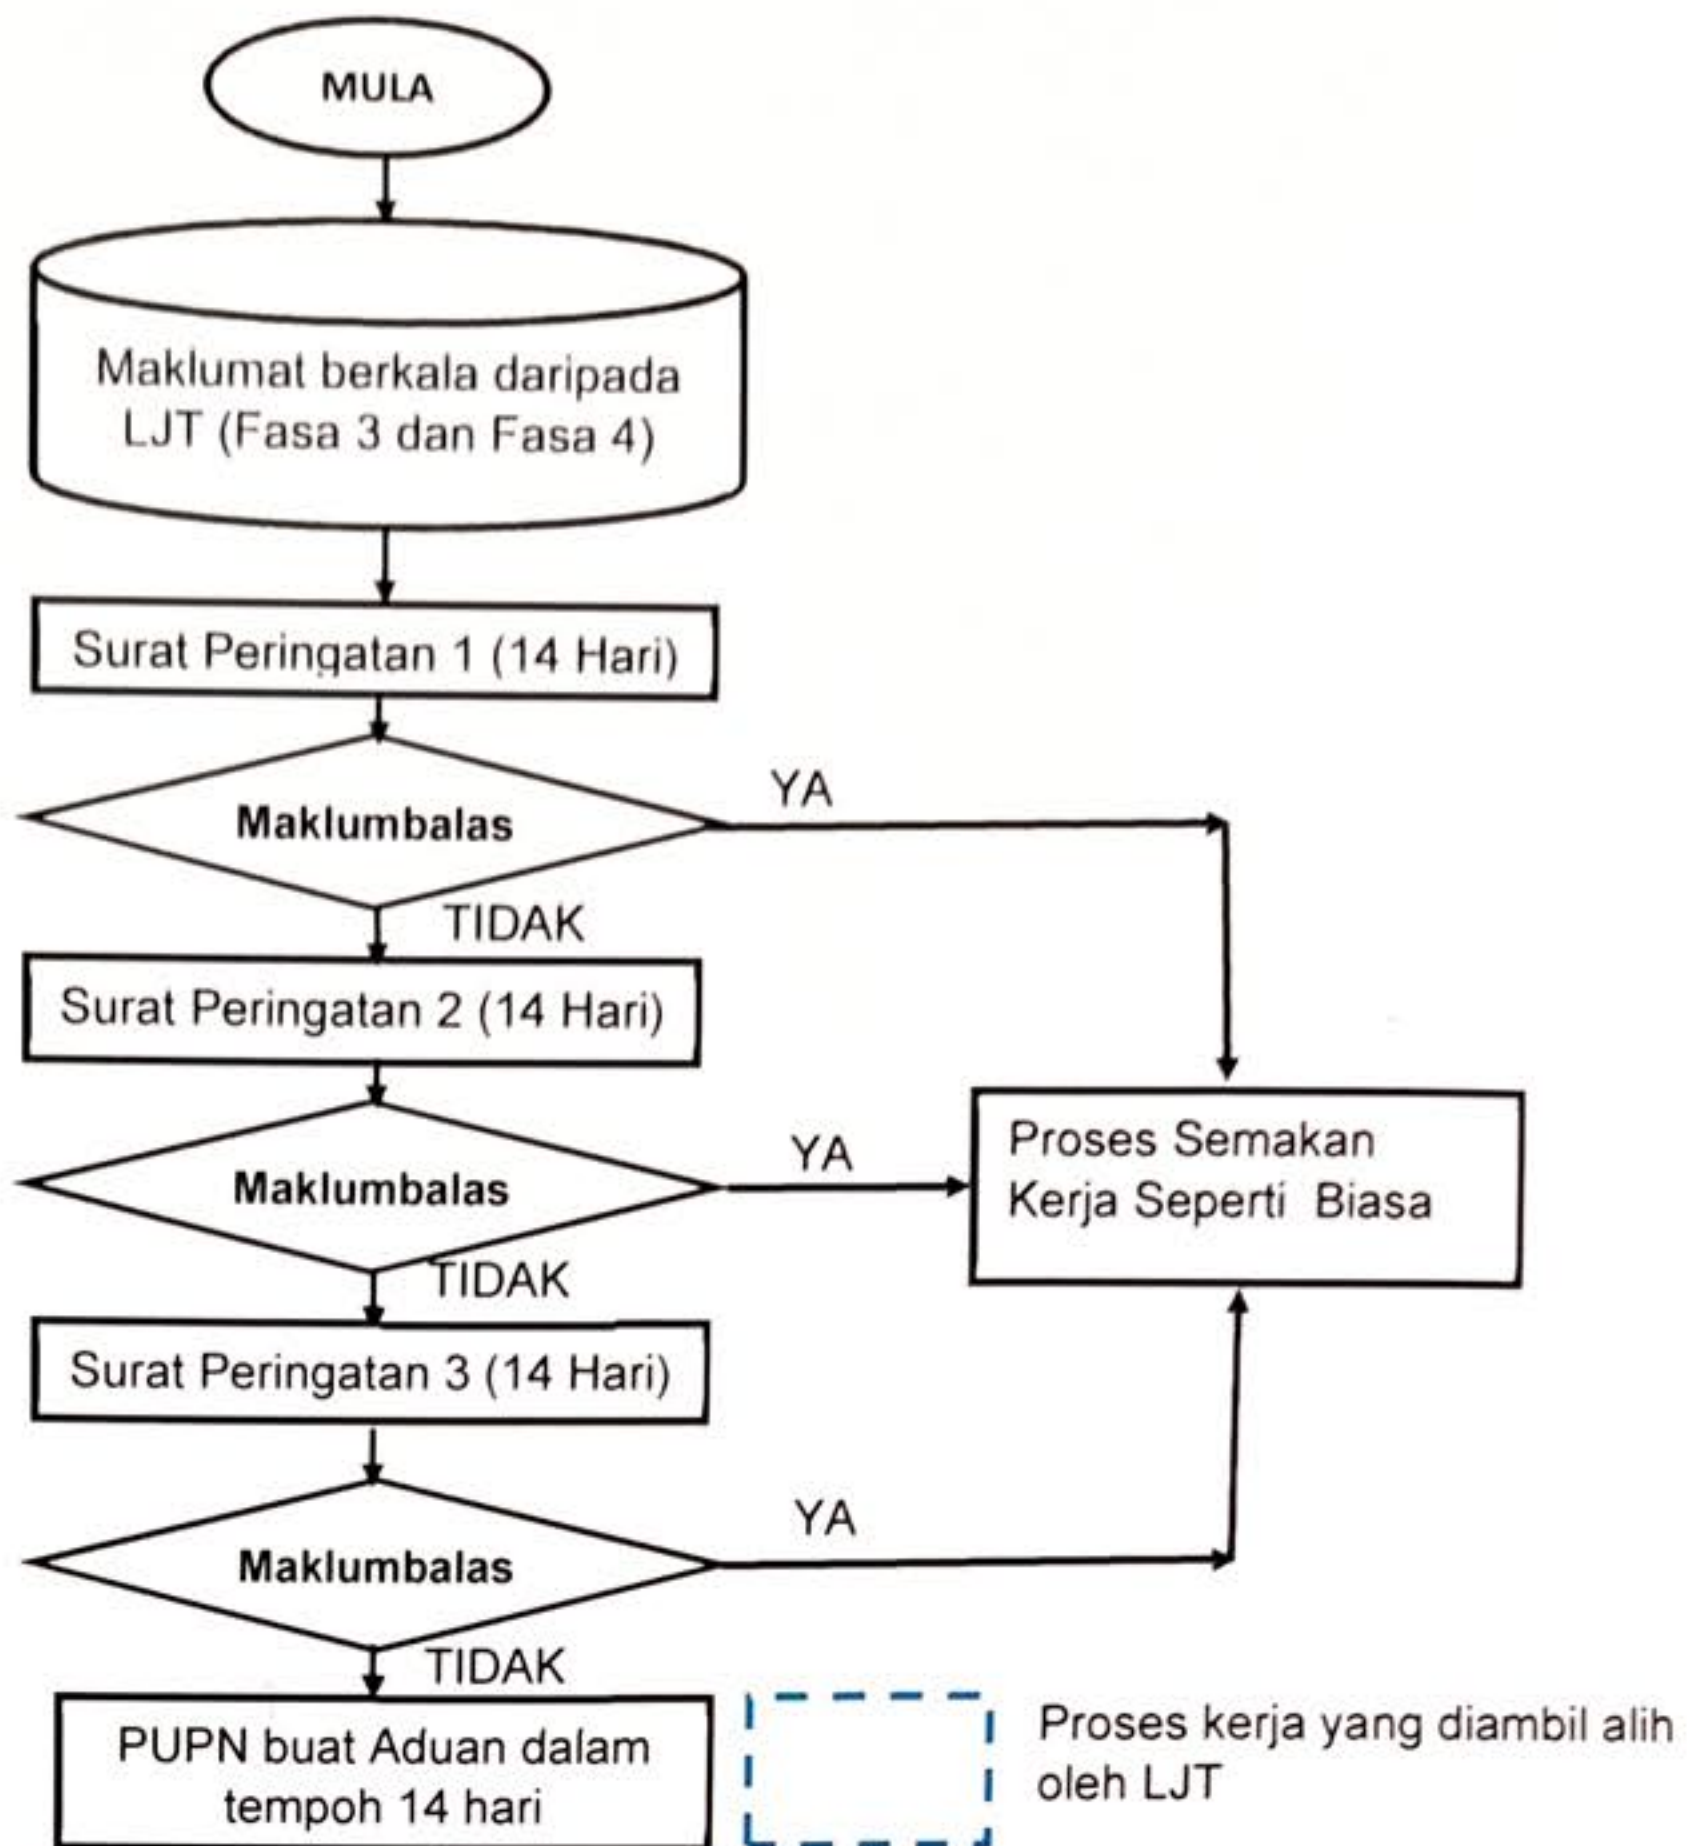 MULA
Maklumat berkala daripada
LJT (Fasa 3 dan Fasa 4)
Surat Peringatan 1 (14 Hari)
Maklumbalas
YA
TIDAK
Surat Peringatan 2 (14 Hari)
Maklumbalas
YA
TIDAK
Proses Semakan
Kerja Seperti Biasa
Surat Peringatan 3 (14 Hari)
Maklumbalas
YA
TIDAK
PUPN buat Aduan dalam
tempoh 14 hari
Proses kerja yang diambil alih
oleh LJT